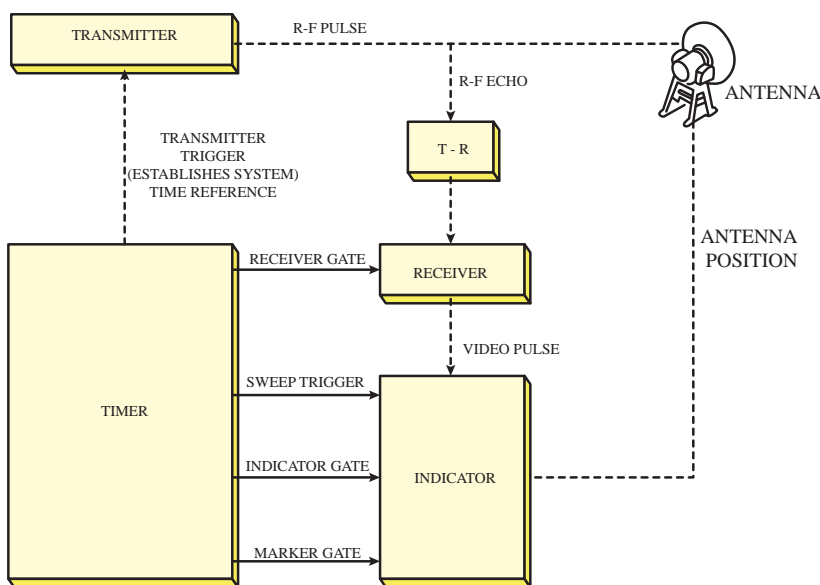 TRANSMITTER
R-F PULSE
R-F ECHO
ANTENNA
T - R
TRANSMITTER
TRIGGER
(ESTABLISHES SYSTEM)
TIME REFERENCE
ANTENNA
POSITION
RECEIVER GATE
RECEIVER
VIDEO PULSE
SWEEP TRIGGER
TIMER
INDICATOR GATE
INDICATOR
MARKER GATE